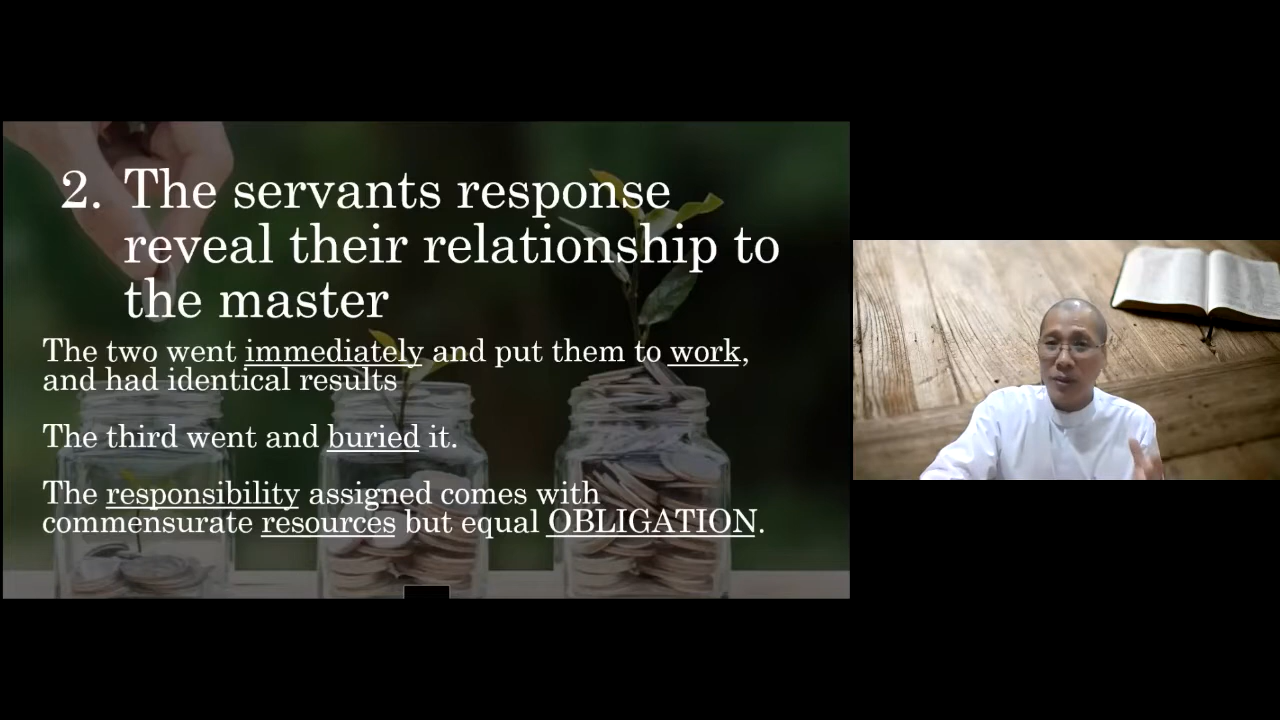 2. The servants response
reveal their relationship to
the master
The two went immediately and put them to work,
and had identical results
The third went and buried it.
The responsibility assigned comes with
commensurate resources but equal OBLIGATION.